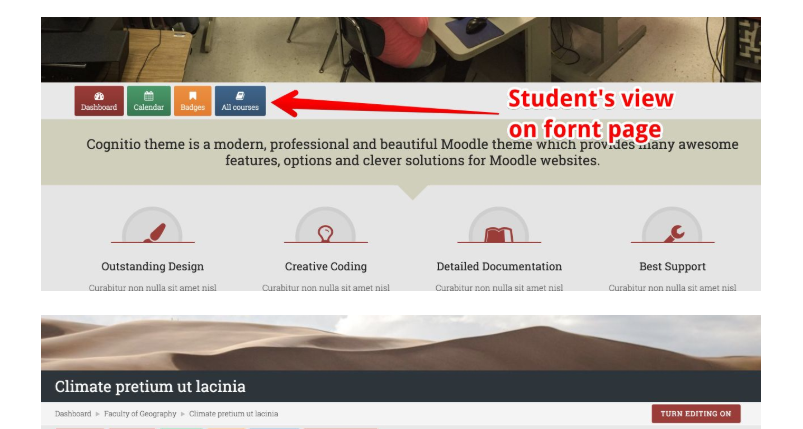 Student's view
on fornt page
Dashboard Calendar Badges All courses
Cognitio theme is a modern, professional and beautiful Moodle theme which provides many awesome
features, options and clever solutions for Moodle websites.
Outstanding Design Creative Coding Detailed Documentation Best Support
Curabitur non nulla sit amet nisl Curabitur non nulla sit amet nisl Curabitur non nulla sit amet nisl Curabitur non nulla sit amet nisl
Climate pretium ut lacinia
Dashboard ► Faculty of Geography ► Climate pretium ut lacinia TURN EDITING ON